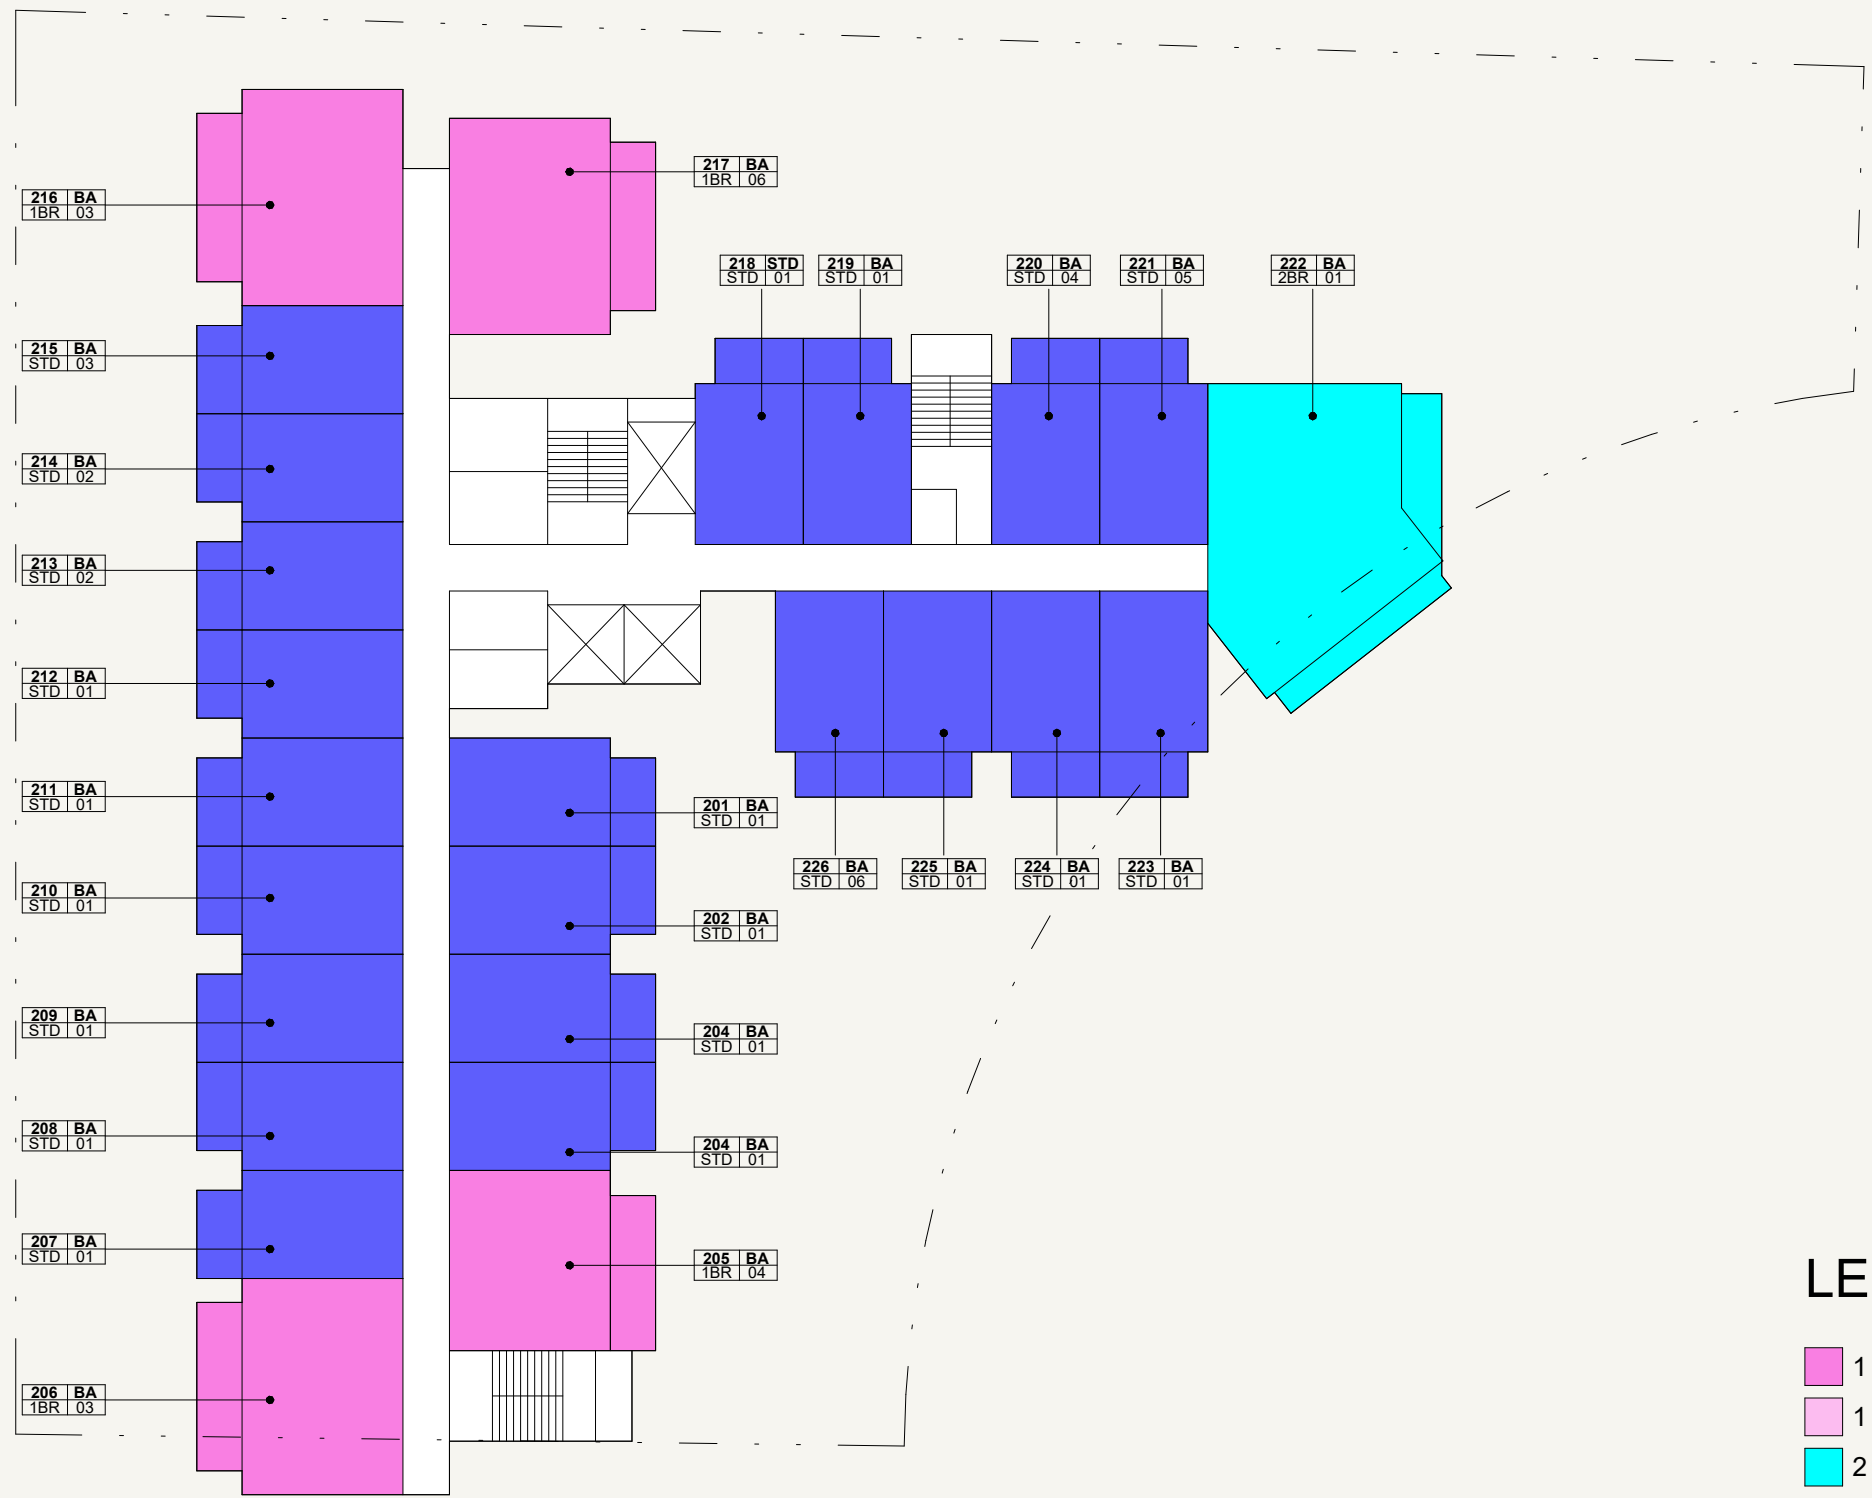 217 BA
1BR 06
216 BA
1BR 03
218 STD
STD 01
219 BA
STD 01
220 BA
STD 04
221 BA
STD 05
222 BA
2BR 01
215 BA
STD 03
214 BA
STD 02
213 BA
STD 02
212 BA
STD 01
211 BA
STD 01
201 BA
STD 01
226 BA
STD 06
225 BA
STD 01
224 BA
STD 01
223 BA
STD 01
210 BA
STD 01
202 BA
STD 01
209 BA
STD 01
204 BA
STD 01
208 BA
STD 01
204 BA
STD 01
207 BA
STD 01
205 BA
1BR 04
206 BA
1BR 03
LE
1
1
2